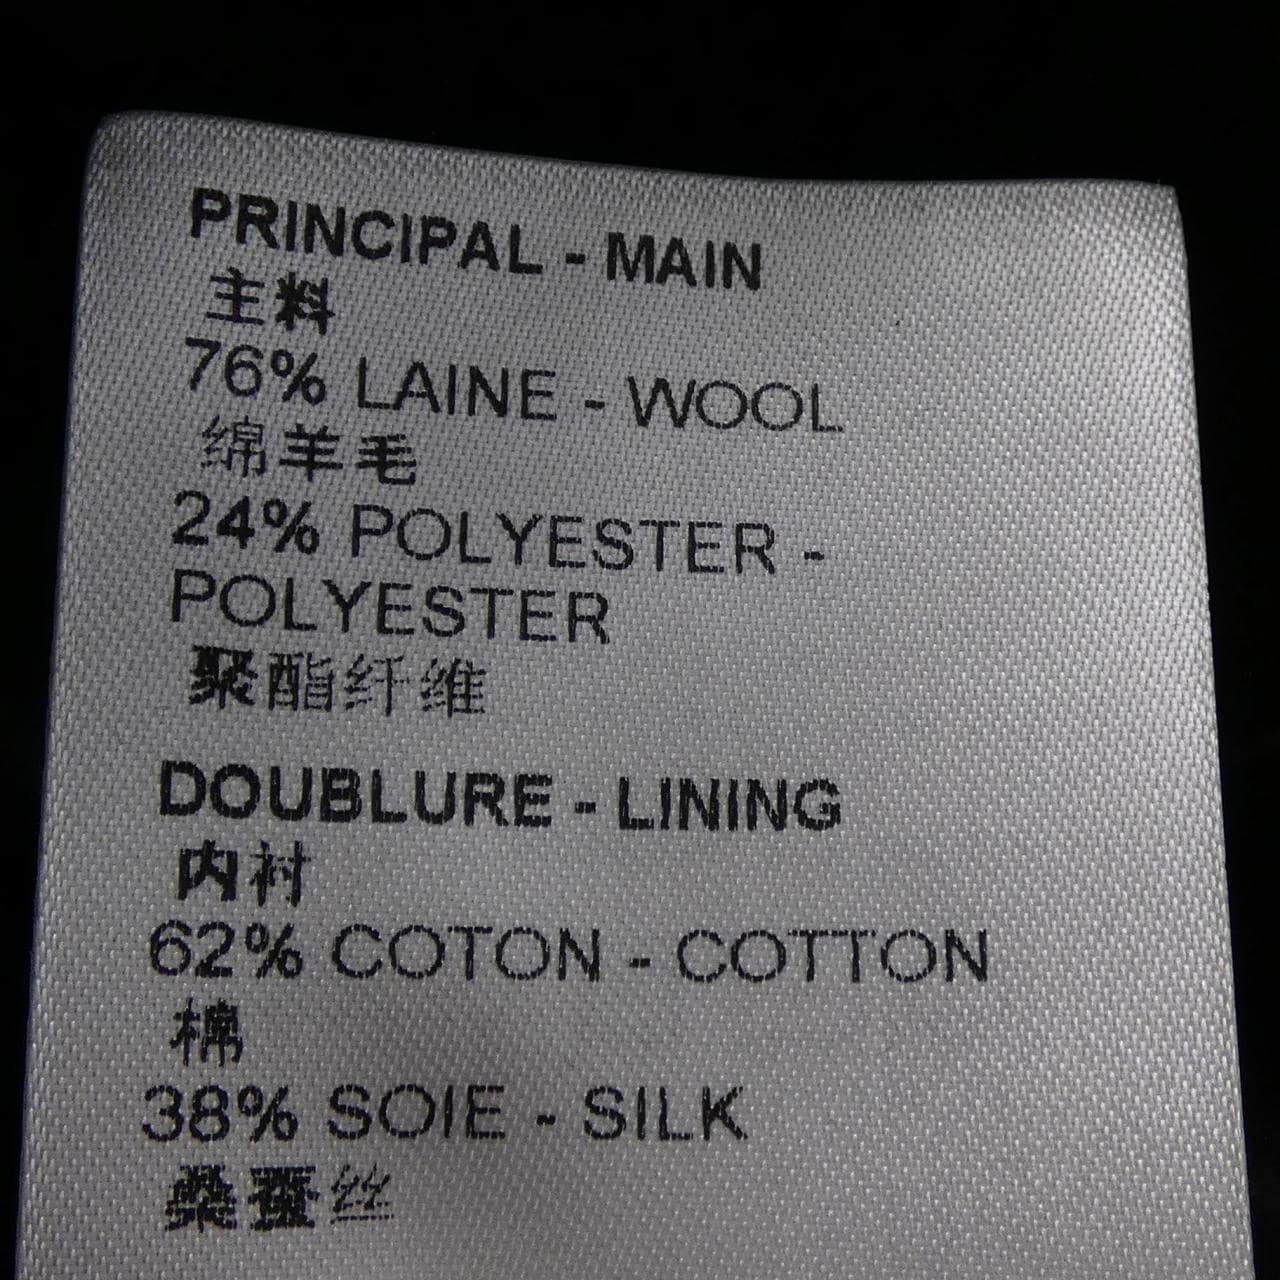 PRINCIPAL - MAIN
主料
76% LAINE - WOOL
绵羊毛
24% POLYESTER -
POLYESTER
聚酯纤维
DOUBLURE - LINING
内衬
62% COTON - COTTON
棉
38% SOIE - SILK
桑蚕丝